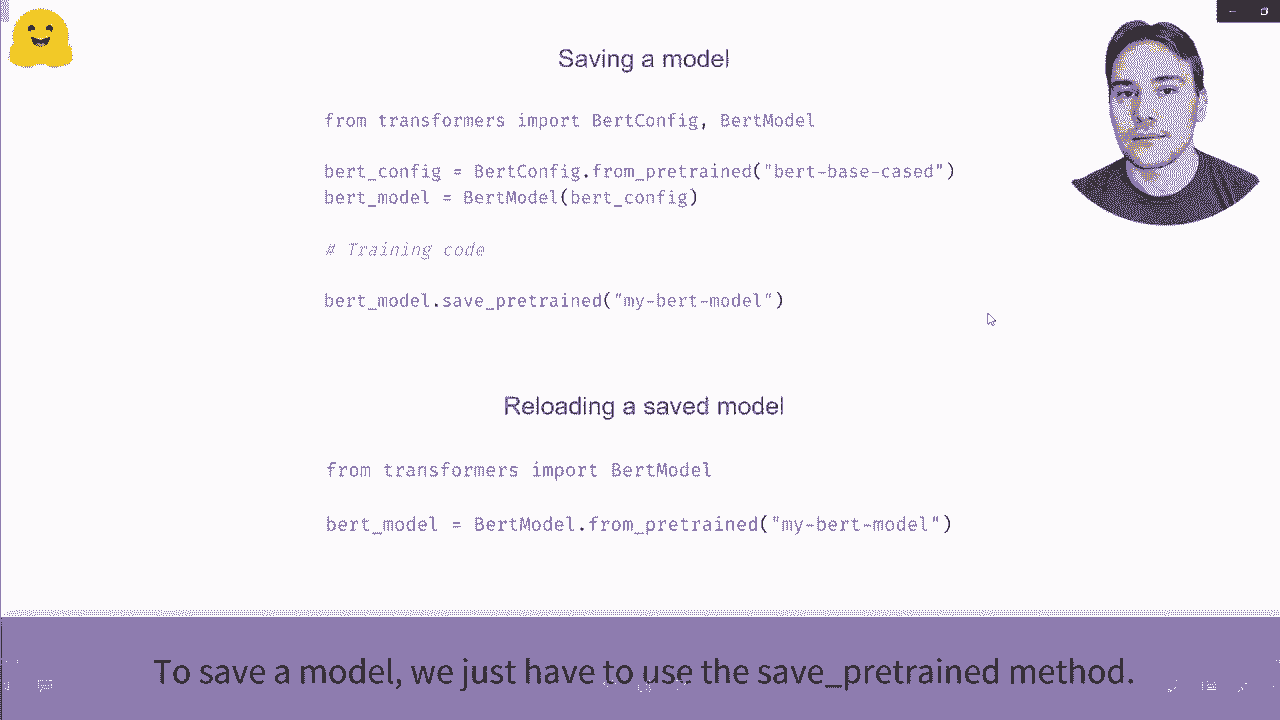 Saving a model
from transformers import BertConfig, BertModel
bert_config = BertConfig.from_pretrained("bert-base-cased")
bert_model = BertModel(bert_config)
# Training code
bert_model.save_pretrained("my-bert-model")
Reloading a saved model
from transformers import BertModel
bert_model = BertModel.from_pretrained("my-bert-model")
To save a model, we just have to use the save_pretrained method.